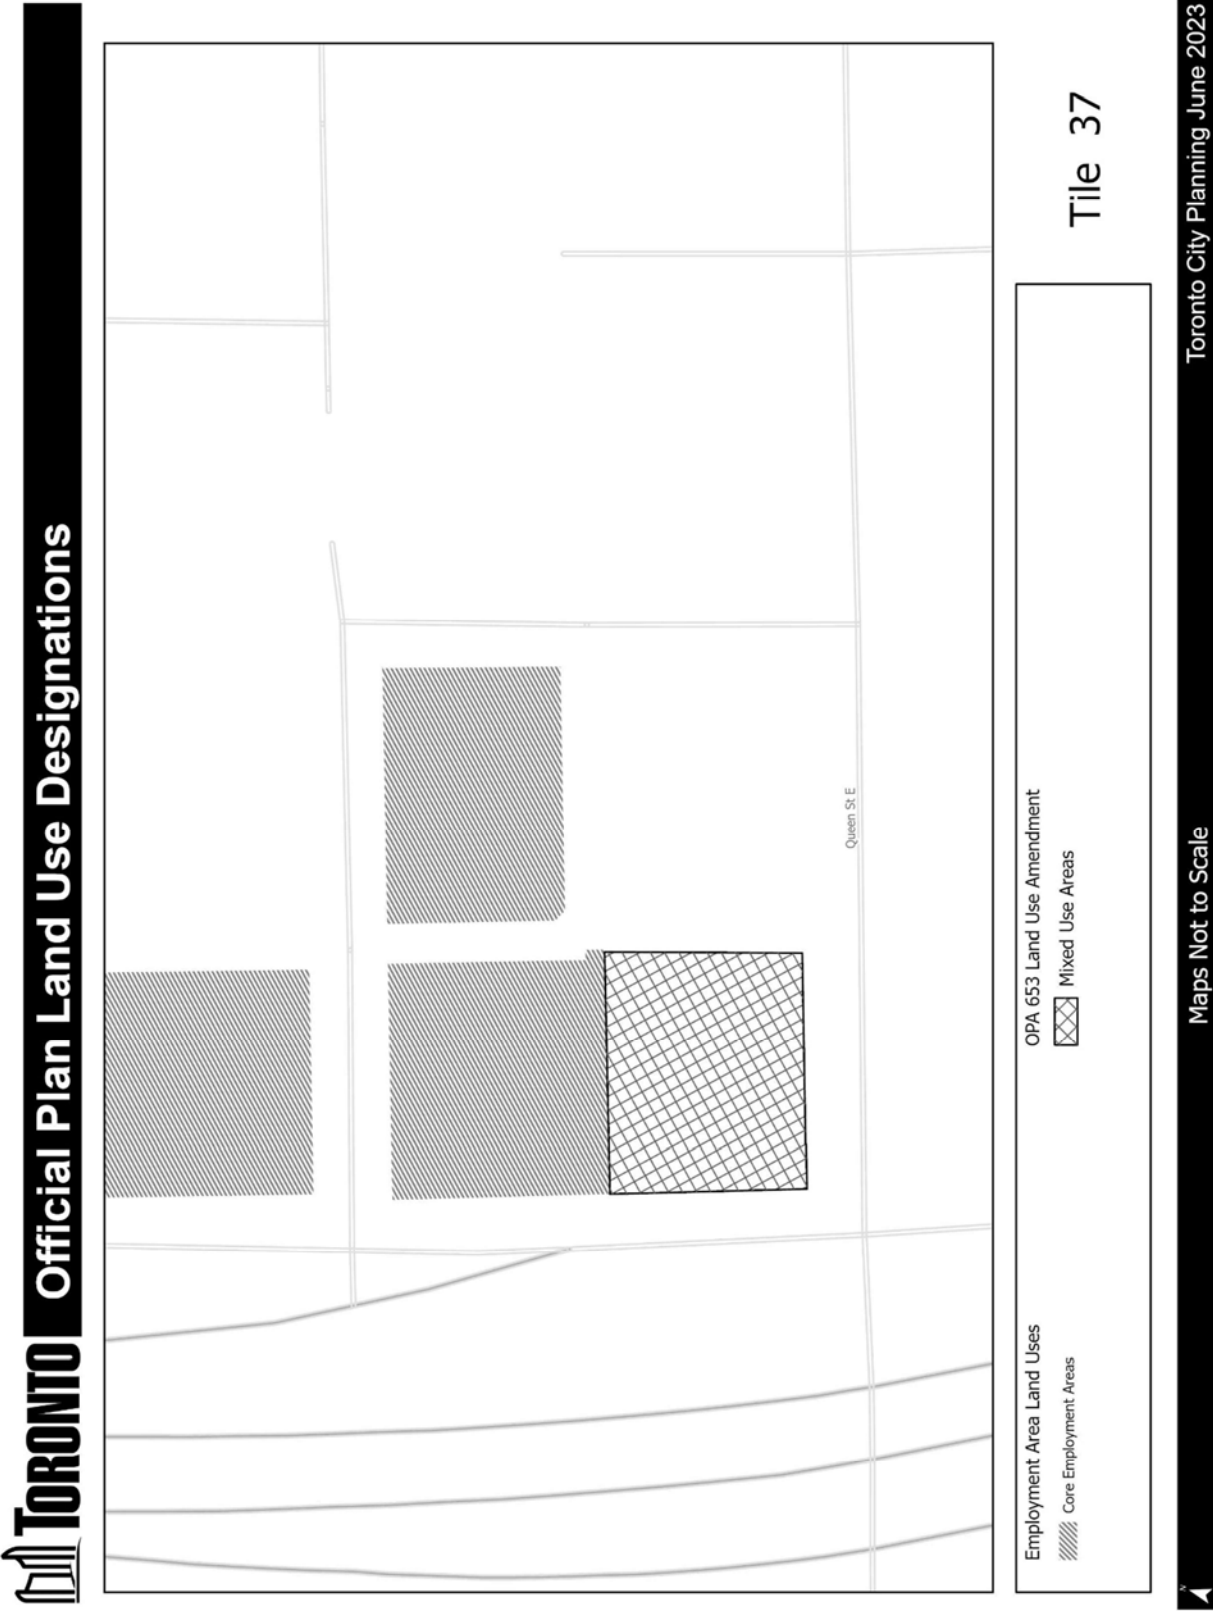 TORONTO
Official Plan Land Use Designations
Queen St E
Employment Area Land Uses
Core Employment Areas
OPA 653 Land Use Amendment
Mixed Use Areas
Tile 37
N
Maps Not to Scale
Toronto City Planning June 2023